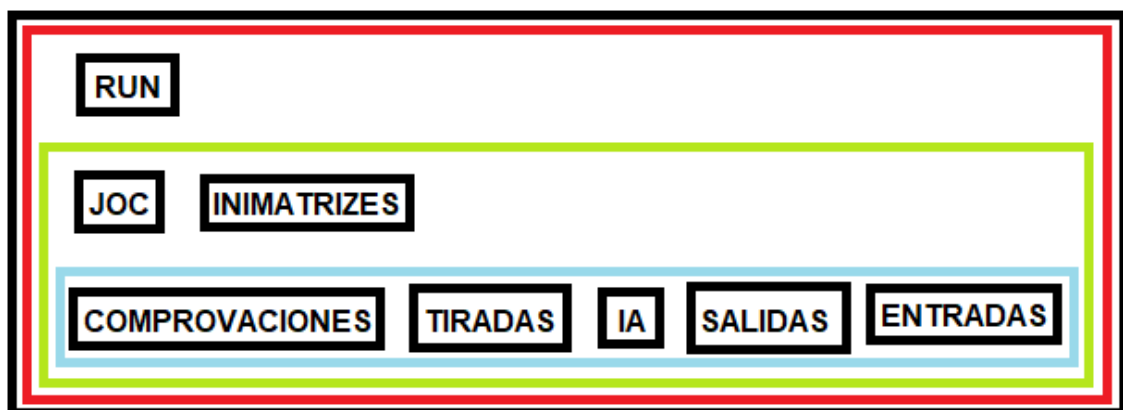 RUN
JOC INIMATRIZES
COMPROVACIONES TIRADAS IA SALIDAS ENTRADAS